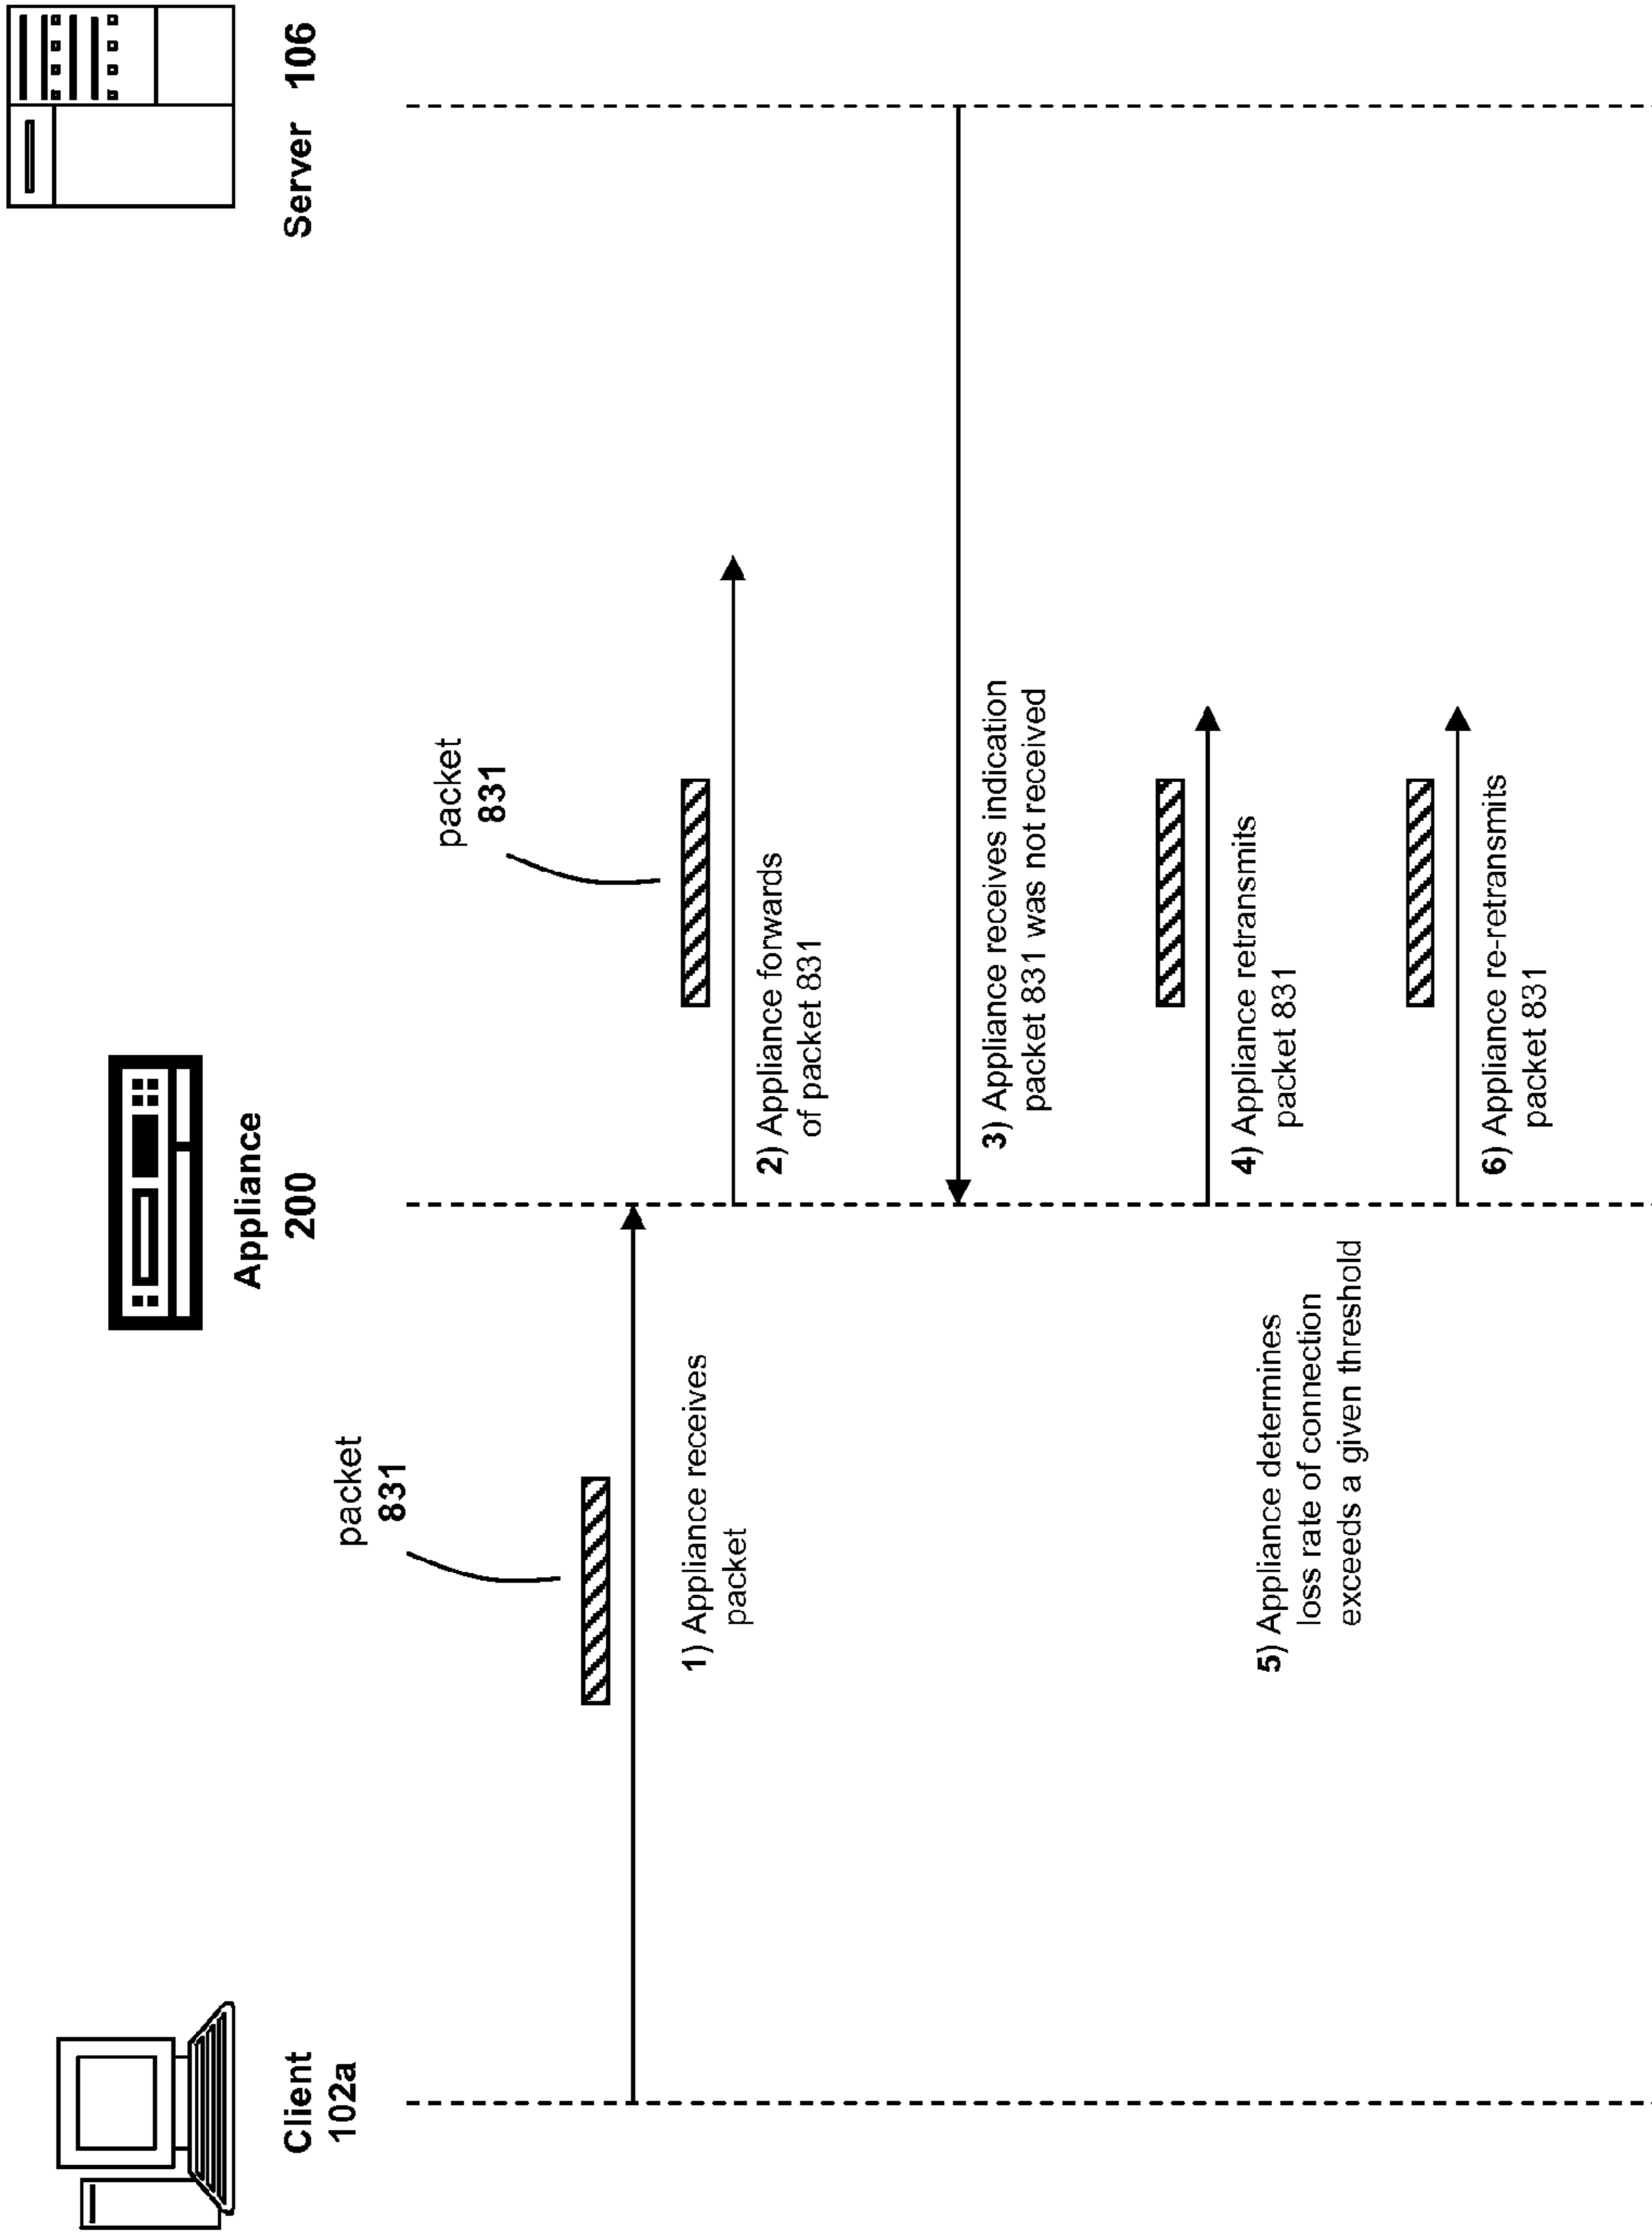 Client
102a
Appliance
200
Server 106
packet
831
1) Appliance receives
packet
packet
831
2) Appliance forwards
of packet 831
3) Appliance receives indication
packet 831 was not received
4) Appliance retransmits
packet 831
5) Appliance determines
loss rate of connection
exceeds a given threshold
6) Appliance re-retransmits
packet 831